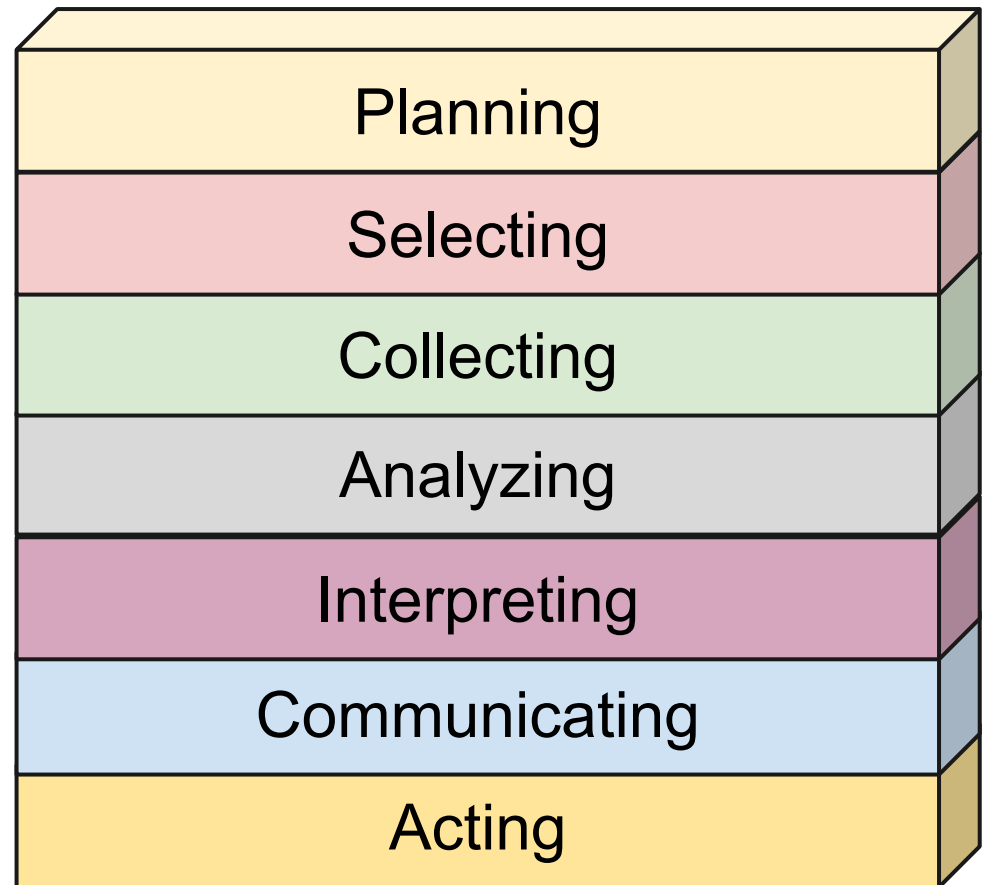 Planning
Selecting
Collecting
Analyzing
Interpreting
Communicating
Acting